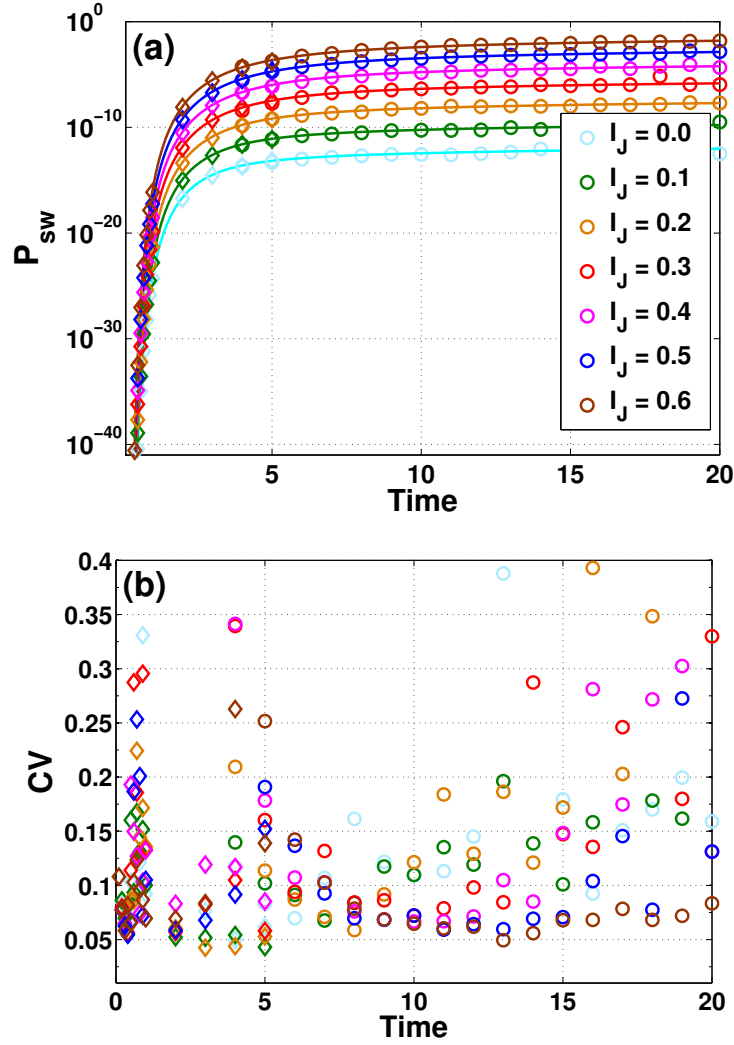 (a)
10^0
10^-10
10^-20
10^-30
10^-40
P_sw
5
10
15
20
Time
I_J = 0.0
I_J = 0.1
I_J = 0.2
I_J = 0.3
I_J = 0.4
I_J = 0.5
I_J = 0.6
(b)
0.4
0.35
0.3
0.25
0.2
0.15
0.1
0.05
CV
0
5
10
15
20
Time